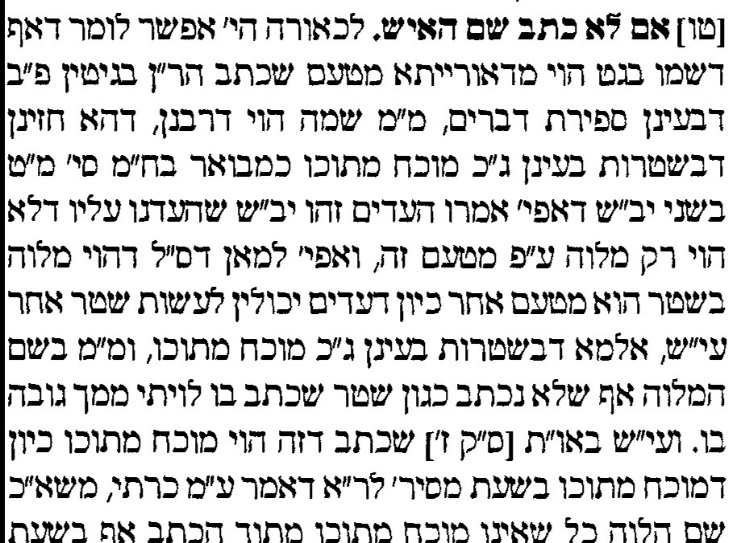 [טו] אם לא כתב שם האיש. לכאורה הי' אפשר לומר דאף
דשמו בגט הוי מדאורייתא מטעם שכתב הר"ן בגיטין פ"ב
דבעינן ספירת דברים, מ"מ שמה הוי דרבנן, דהא חזינן
דבשטרות בעינן ג"כ מוכח מתוכו כמבואר בח"מ סי' מ"ט
בשני יב"ש דאפי' אמרו העדים זהו יב"ש שהעדנו עליו דלא
הוי רק מלוה ע"פ מטעם זה, ואפי' למאן דס"ל דהוי מלוה
בשטר הוא מטעם אחר כיון דעדים יכולין לעשות שטר אחר
עי"ש, אלמא דבשטרות בעינן ג"כ מוכח מתוכו, ומ"מ בשם
המלוה אף שלא נכתב כגון שטר שכתב בו לויתי ממך גובה
בו. ועי"ש באו"ת [ס"ק ז'] שכתב דזה הוי מוכח מתוכו כיון
דמוכח מתוכו בשעת מסיר' לר"א דאמר ע"מ כרתי, משא"כ
שם הלוה כל שאינו מוכח מתוכו מתוך הכתב אף בשעת